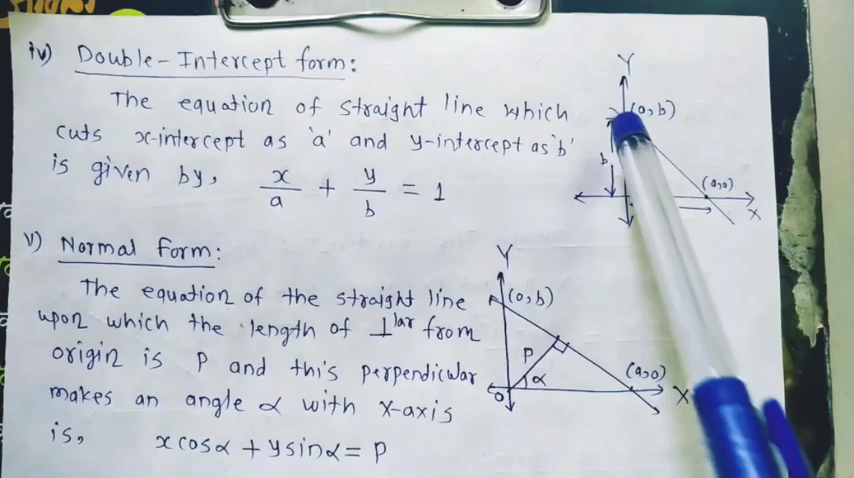 iv) Double-Intercept form:
The equation of straight line which
cuts x-intercept as 'a' and y-intercept as 'b'
is given by, x/a + y/b = 1
Y
(0,b)
b
(a,0)
X
v) Normal Form:
The equation of the straight line
upon which the length of ⊥lar from
origin is P and this perpendicular
makes an angle α with x-axis
is, x cosα + y sinα = P
Y
(0,b)
P
α
(a,0)
O
X